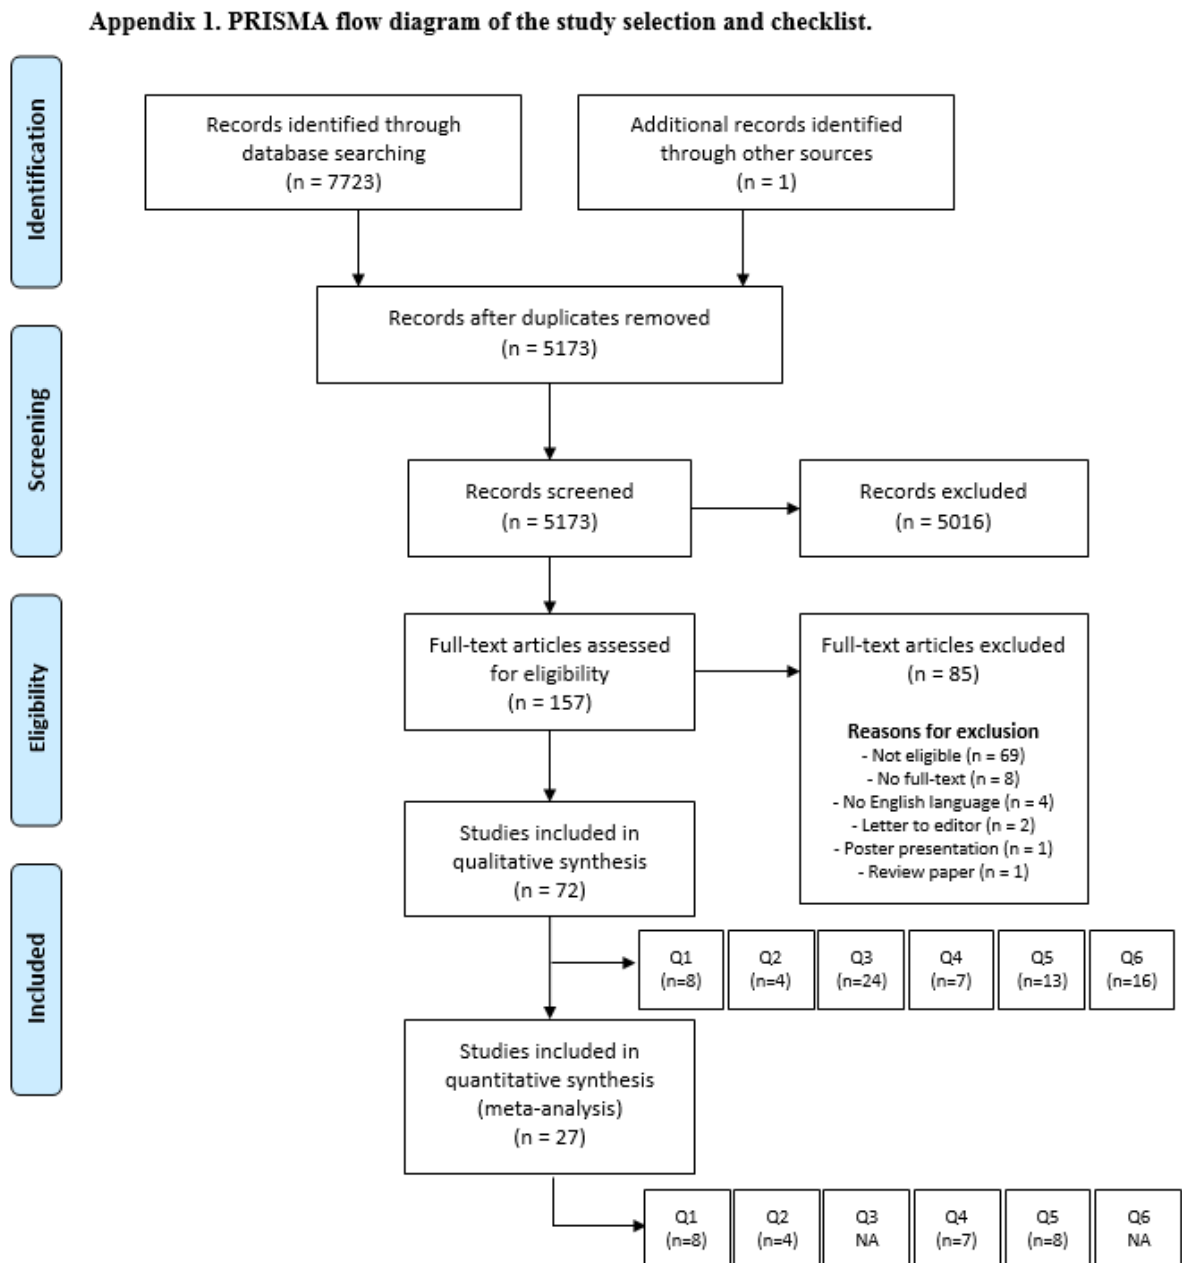 Appendix 1. PRISMA flow diagram of the study selection and checklist.
Identification
Records identified through
database searching
(n = 7723)
Additional records identified
through other sources
(n = 1)
Records after duplicates removed
(n = 5173)
Screening
Records screened
(n = 5173)
Records excluded
(n = 5016)
Eligibility
Full-text articles assessed
for eligibility
(n = 157)
Full-text articles excluded
(n = 85)
Reasons for exclusion
- Not eligible (n = 69)
- No full-text (n = 8)
- No English language (n = 4)
- Letter to editor (n = 2)
- Poster presentation (n = 1)
- Review paper (n = 1)
Studies included in
qualitative synthesis
(n = 72)
Included
Q1
(n=8)
Q2
(n=4)
Q3
(n=24)
Q4
(n=7)
Q5
(n=13)
Q6
(n=16)
Studies included in
quantitative synthesis
(meta-analysis)
(n = 27)
Q1
(n=8)
Q2
(n=4)
Q3
NA
Q4
(n=7)
Q5
(n=8)
Q6
NA